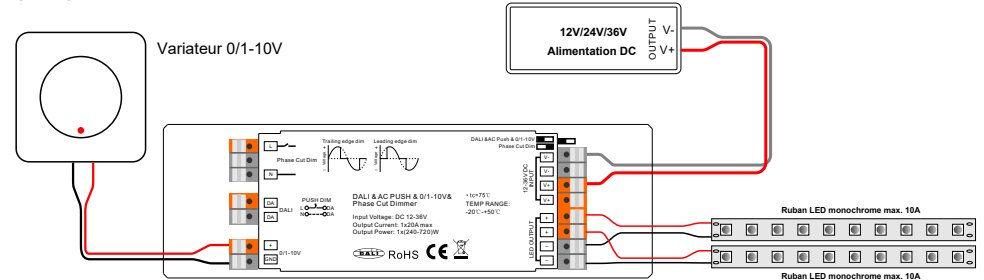 12V/24V/36V
Alimentation DC
OUTPUT
V-
V+
Variateur 0/1-10V
DALI &AC Push & 0/1-10V
Phase Cut Dim
Trailing edge dim
Leading edge dim
Voltage
+
-
L
Phase Cut Dim
N
V-
V-
V+
V+
12-36V DC
INPUT
DA
DA
DALI
PUSH DIM
L DA
N DA
DALI & AC PUSH & 0/1-10V&
Phase Cut Dimmer
Input Voltage: DC 12-36V
Output Current: 1x20A max
Output Power: 1x(240-720)W
• tc=75℃
TEMP RANGE:
-20℃-+50℃
+
GND
0/1-10V
DALI
RoHS
CE
+
+
-
-
LED OUTPUT
Ruban LED monochrome max. 10A
Ruban LED monochrome max. 10A